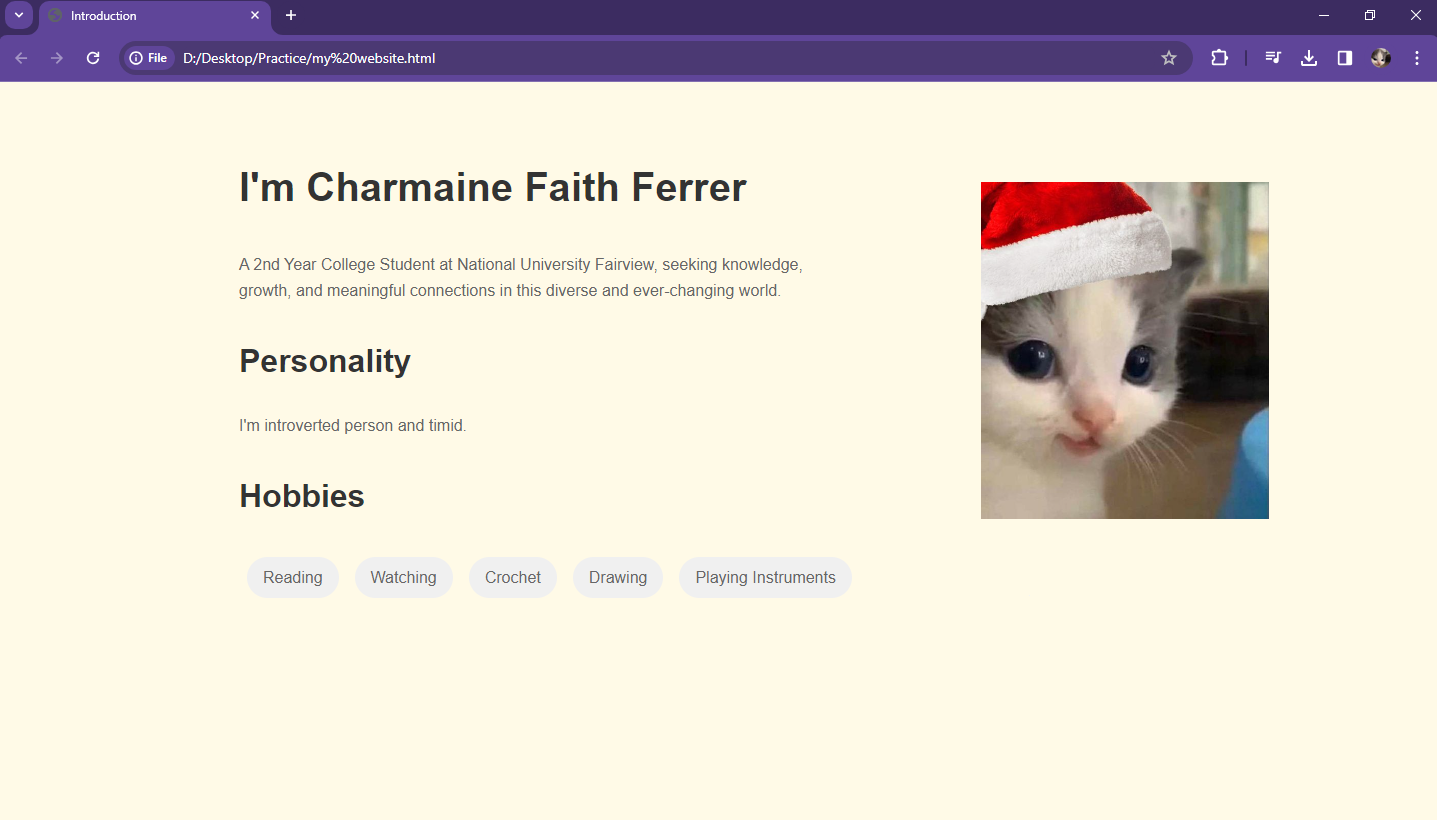 Introduction
File D:/Desktop/Practice/my%20website.html
I'm Charmaine Faith Ferrer
A 2nd Year College Student at National University Fairview, seeking knowledge,
growth, and meaningful connections in this diverse and ever-changing world.
Personality
I'm introverted person and timid.
Hobbies
Reading Watching Crochet Drawing Playing Instruments